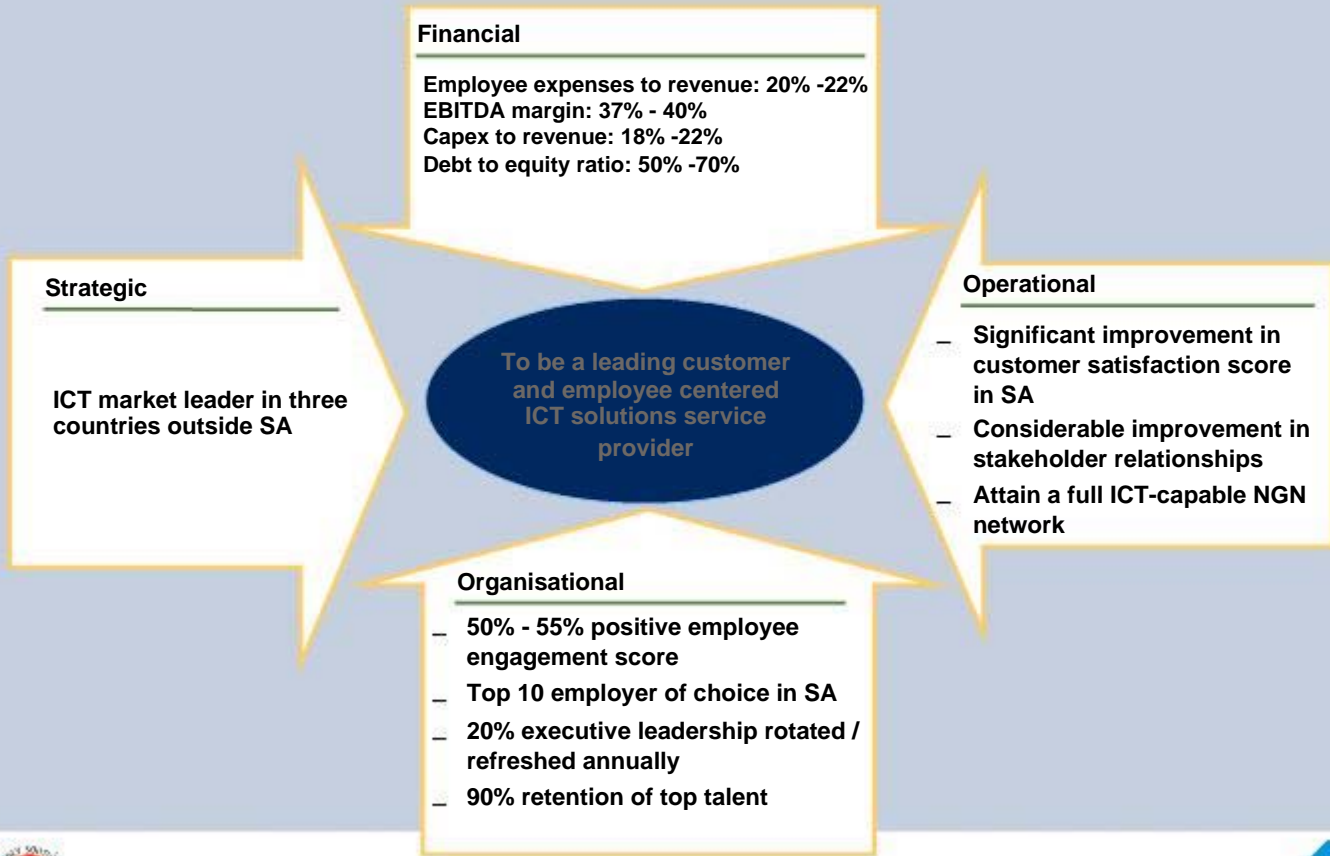 Financial
Employee expenses to revenue: 20% -22%
EBITDA margin: 37% - 40%
Capex to revenue: 18% -22%
Debt to equity ratio: 50% -70%
Strategic
ICT market leader in three
countries outside SA
To be a leading customer
and employee centered
ICT solutions service
provider
Operational
_ Significant improvement in
customer satisfaction score
in SA
_ Considerable improvement in
stakeholder relationships
_ Attain a full ICT-capable NGN
network
Organisational
_ 50% - 55% positive employee
engagement score
_ Top 10 employer of choice in SA
_ 20% executive leadership rotated /
refreshed annually
_ 90% retention of top talent